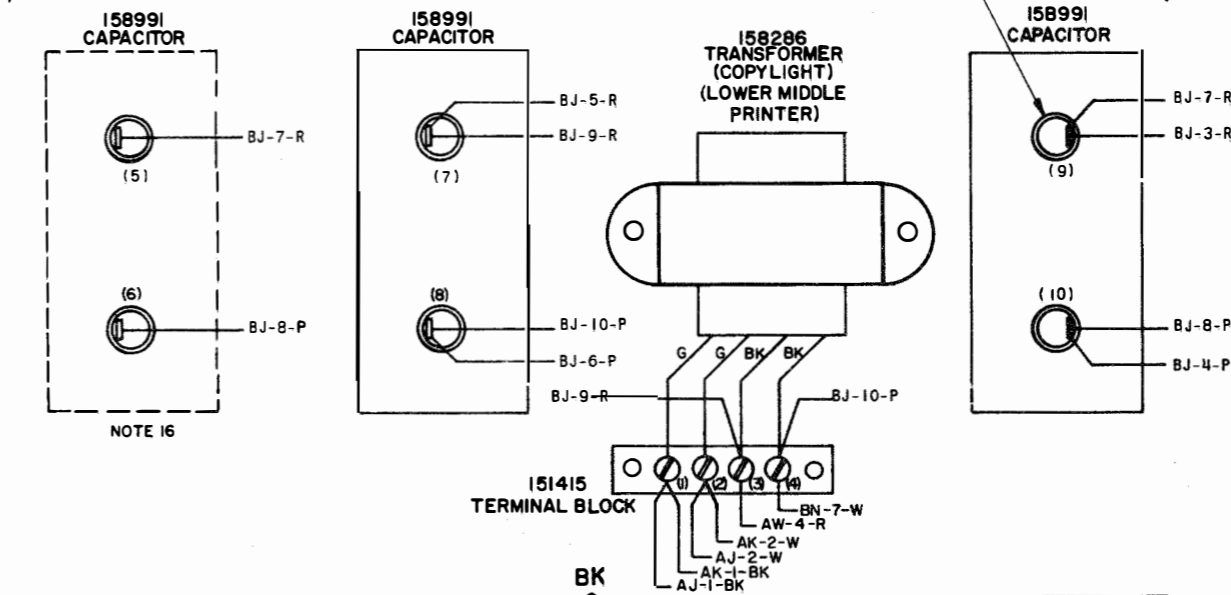 158991
CAPACITOR
BJ-7-R
(5)
(6)
BJ-8-P
NOTE 16
158991
CAPACITOR
BJ-5-R
BJ-9-R
(7)
(8)
BJ-10-P
BJ-6-P
158286
TRANSFORMER
(COPYLIGHT)
(LOWER MIDDLE
PRINTER)
G G BK BK
BJ-9-R
BJ-10-P
151415
TERMINAL BLOCK
(1) (2) (3) (4)
BN-7-W
AW-4-R
AK-2-W
AJ-2-W
AK-1-BK
AJ-1-BK
BK
15B991
CAPACITOR
BJ-7-R
BJ-3-R
(9)
(10)
BJ-8-P
BJ-4-P